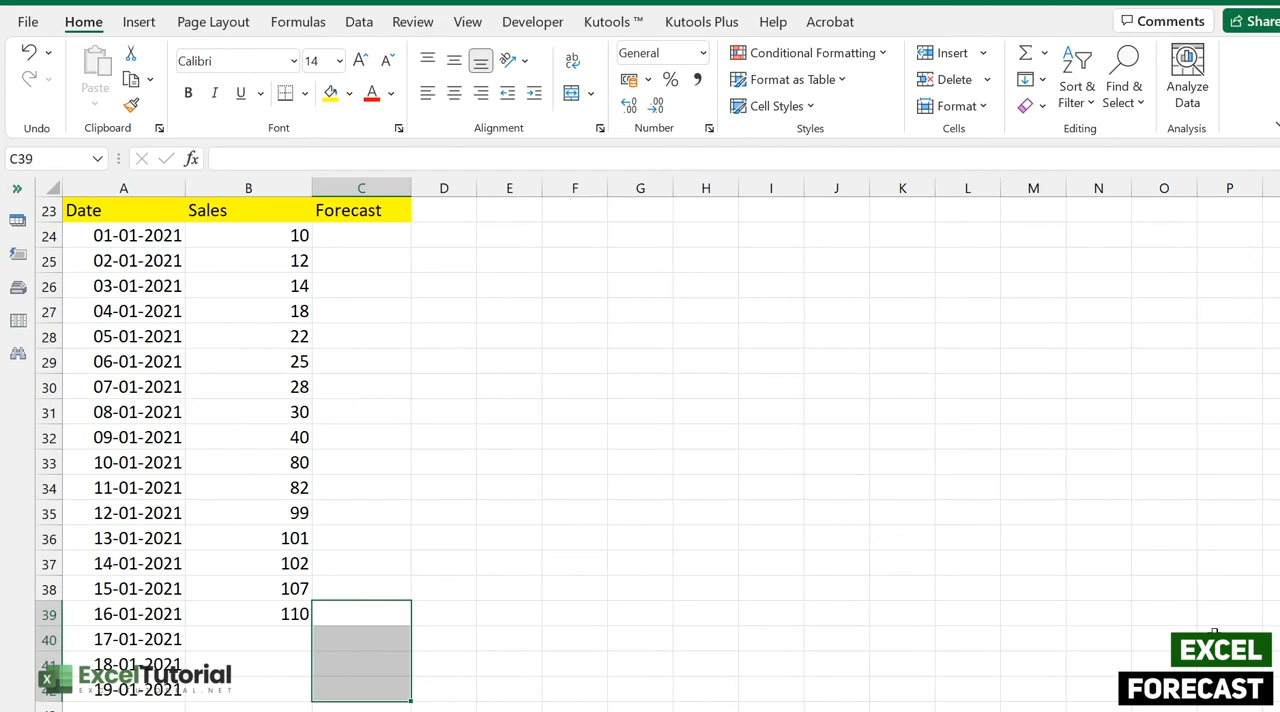 File Home Insert Page Layout Formulas Data Review View Developer Kutools ™ Kutools Plus Help Acrobat Comments Share
Calibri 14 General Conditional Formatting Insert
Paste B I U Format as Table Delete Sort & Filter Find & Select Analyze Data
Cell Styles Format
Undo Clipboard Font Alignment Number Styles Cells Editing Analysis
C39 fx
A B C D E F G H I J K L M N O P
23 Date Sales Forecast
24 01-01-2021 10
25 02-01-2021 12
26 03-01-2021 14
27 04-01-2021 18
28 05-01-2021 22
29 06-01-2021 25
30 07-01-2021 28
31 08-01-2021 30
32 09-01-2021 40
33 10-01-2021 80
34 11-01-2021 82
35 12-01-2021 99
36 13-01-2021 101
37 14-01-2021 102
38 15-01-2021 107
39 16-01-2021 110
40 17-01-2021
41 18-01-2021
19-01-2021
ExcelTutorial
EXCEL
FORECAST